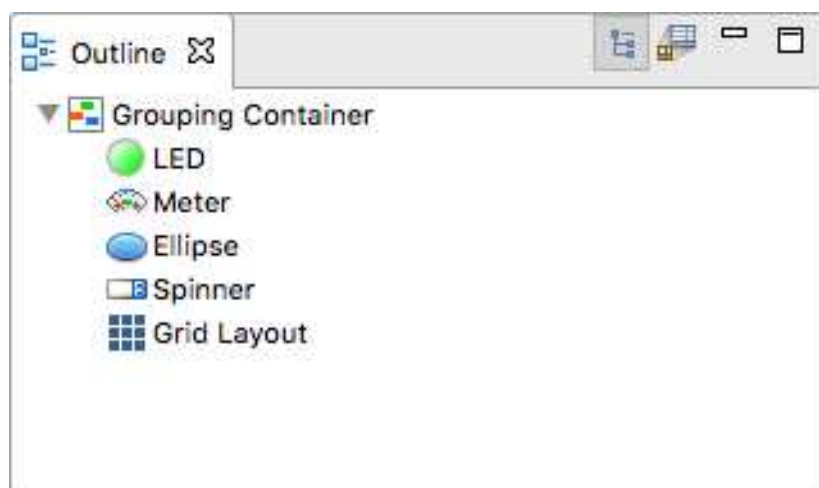 Outline
Grouping Container
LED
Meter
Ellipse
Spinner
Grid Layout